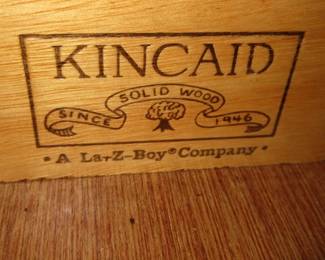 KINCAID
SOLID WOOD
SINCE 1946
• A La-Z-Boy® Company •